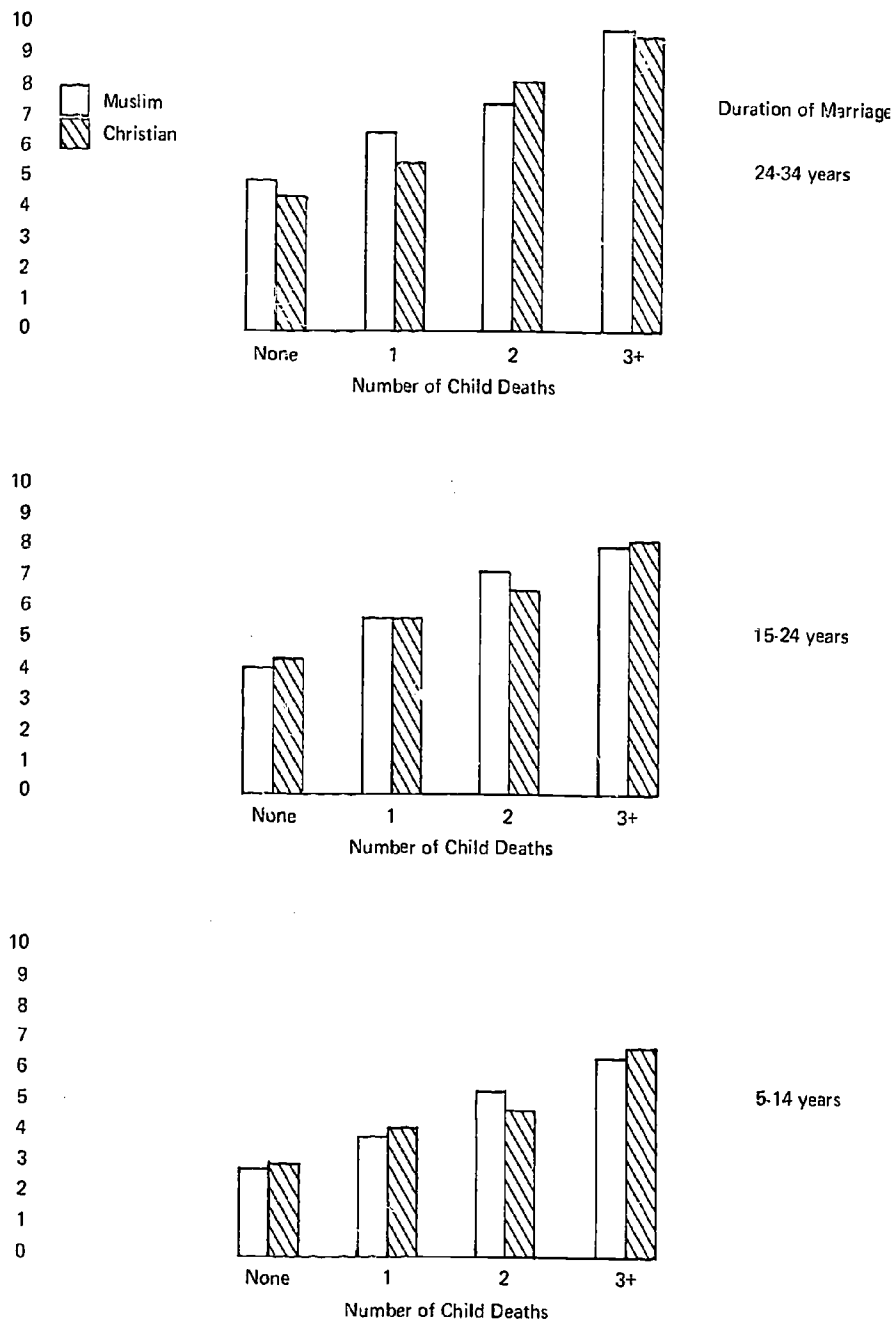 10
9
8
7
6
5
4
3
2
1
0
Muslim
Christian
Duration of Marriage
24-34 years
None 1 2 3+
Number of Child Deaths
10
9
8
7
6
5
4
3
2
1
0
15-24 years
None 1 2 3+
Number of Child Deaths
10
9
8
7
6
5
4
3
2
1
0
5-14 years
None 1 2 3+
Number of Child Deaths